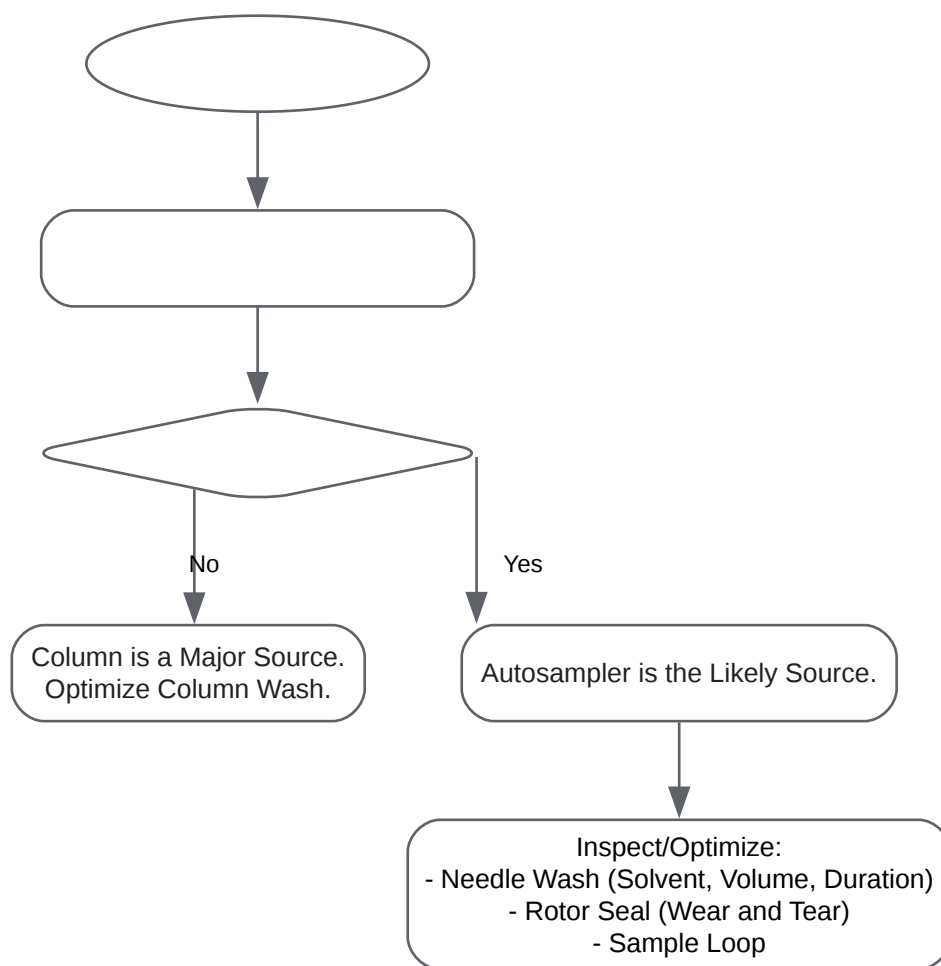 No
Yes
Column is a Major Source.
Optimize Column Wash.
Autosampler is the Likely Source.
Inspect/Optimize:
- Needle Wash (Solvent, Volume, Duration)
- Rotor Seal (Wear and Tear)
- Sample Loop